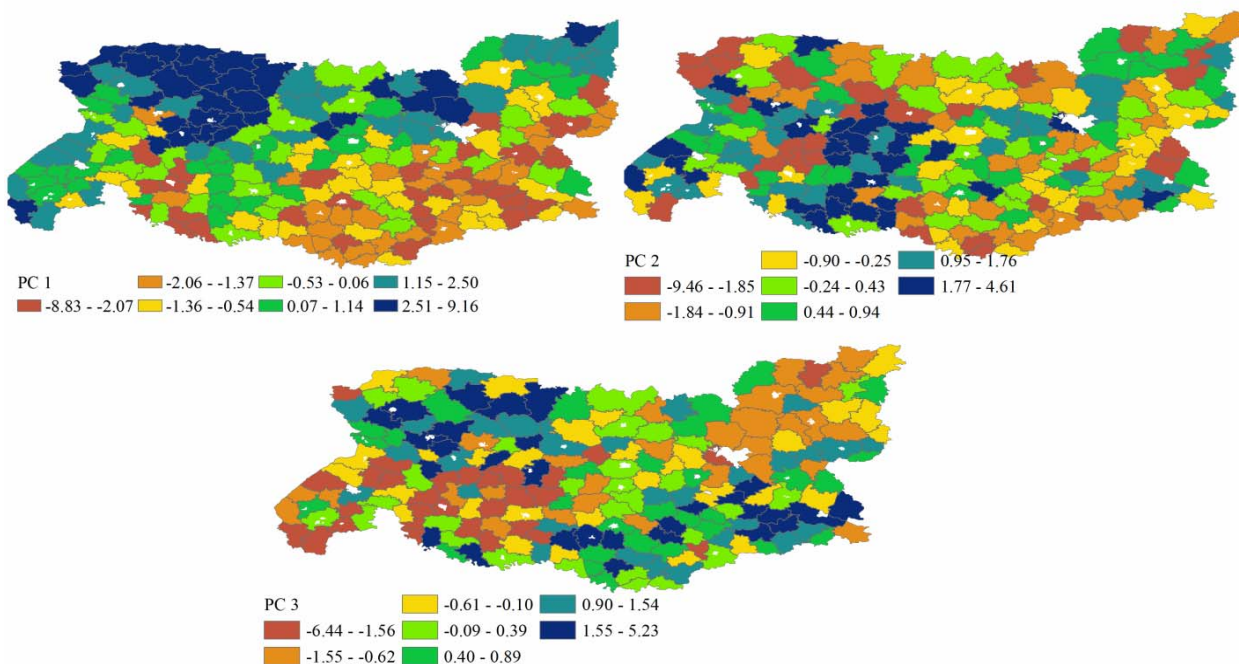 PC 1
-2.06 - -1.37
-0.53 - 0.06
1.15 - 2.50
-8.83 - -2.07
-1.36 - -0.54
0.07 - 1.14
2.51 - 9.16
PC 2
-0.90 - -0.25
0.95 - 1.76
-9.46 - -1.85
-0.24 - 0.43
1.77 - 4.61
-1.84 - -0.91
0.44 - 0.94
PC 3
-0.61 - -0.10
0.90 - 1.54
-6.44 - -1.56
-0.09 - 0.39
1.55 - 5.23
-1.55 - -0.62
0.40 - 0.89